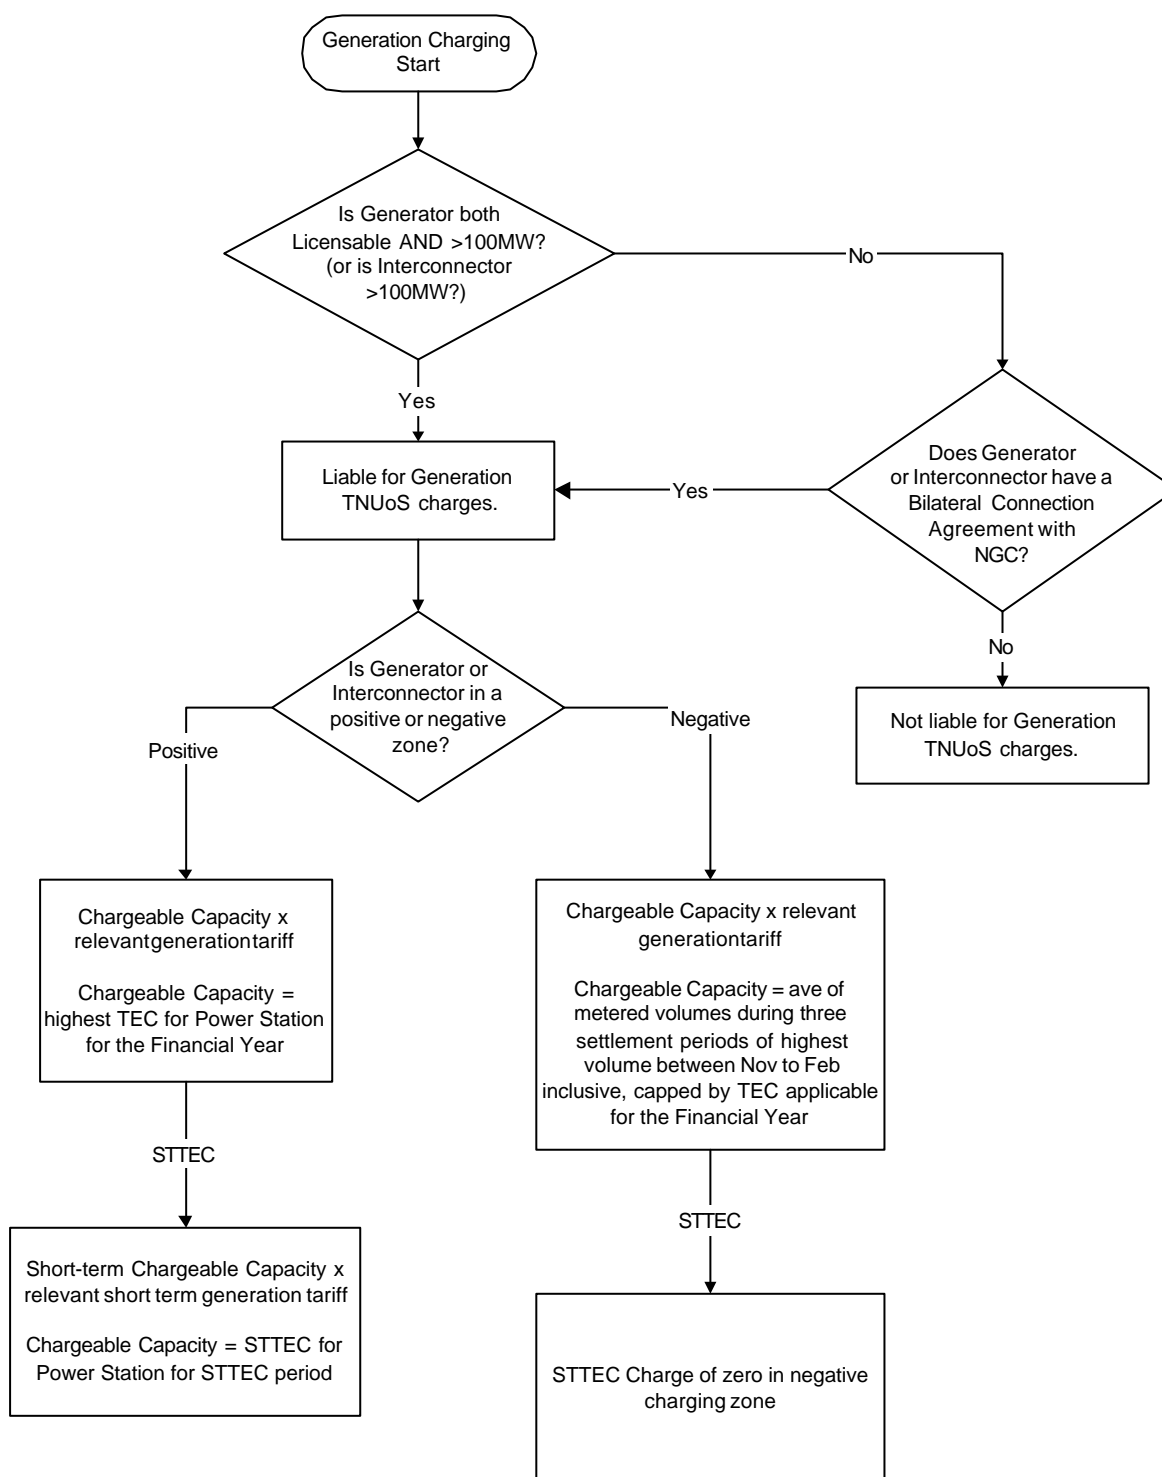 Generation Charging
Start
Is Generator both
Licensable AND >100MW?
(or is Interconnector
>100MW?)
No
Yes
Does Generator
or Interconnector have a
Bilateral Connection
Agreement with
NGC?
Liable for Generation
TNUoS charges.
Yes
No
Is Generator or
Interconnector in a
positive or negative
zone?
Not liable for Generation
TNUoS charges.
Positive
Negative
Chargeable Capacity x
relevant generation tariff
Chargeable Capacity =
highest TEC for Power Station
for the Financial Year
Chargeable Capacity x relevant
generation tariff
Chargeable Capacity = ave of
metered volumes during three
settlement periods of highest
volume between Nov to Feb
inclusive, capped by TEC applicable
for the Financial Year
STTEC
STTEC
Short-term Chargeable Capacity x
relevant short term generation tariff
Chargeable Capacity = STTEC for
Power Station for STTEC period
STTEC Charge of zero in negative
charging zone